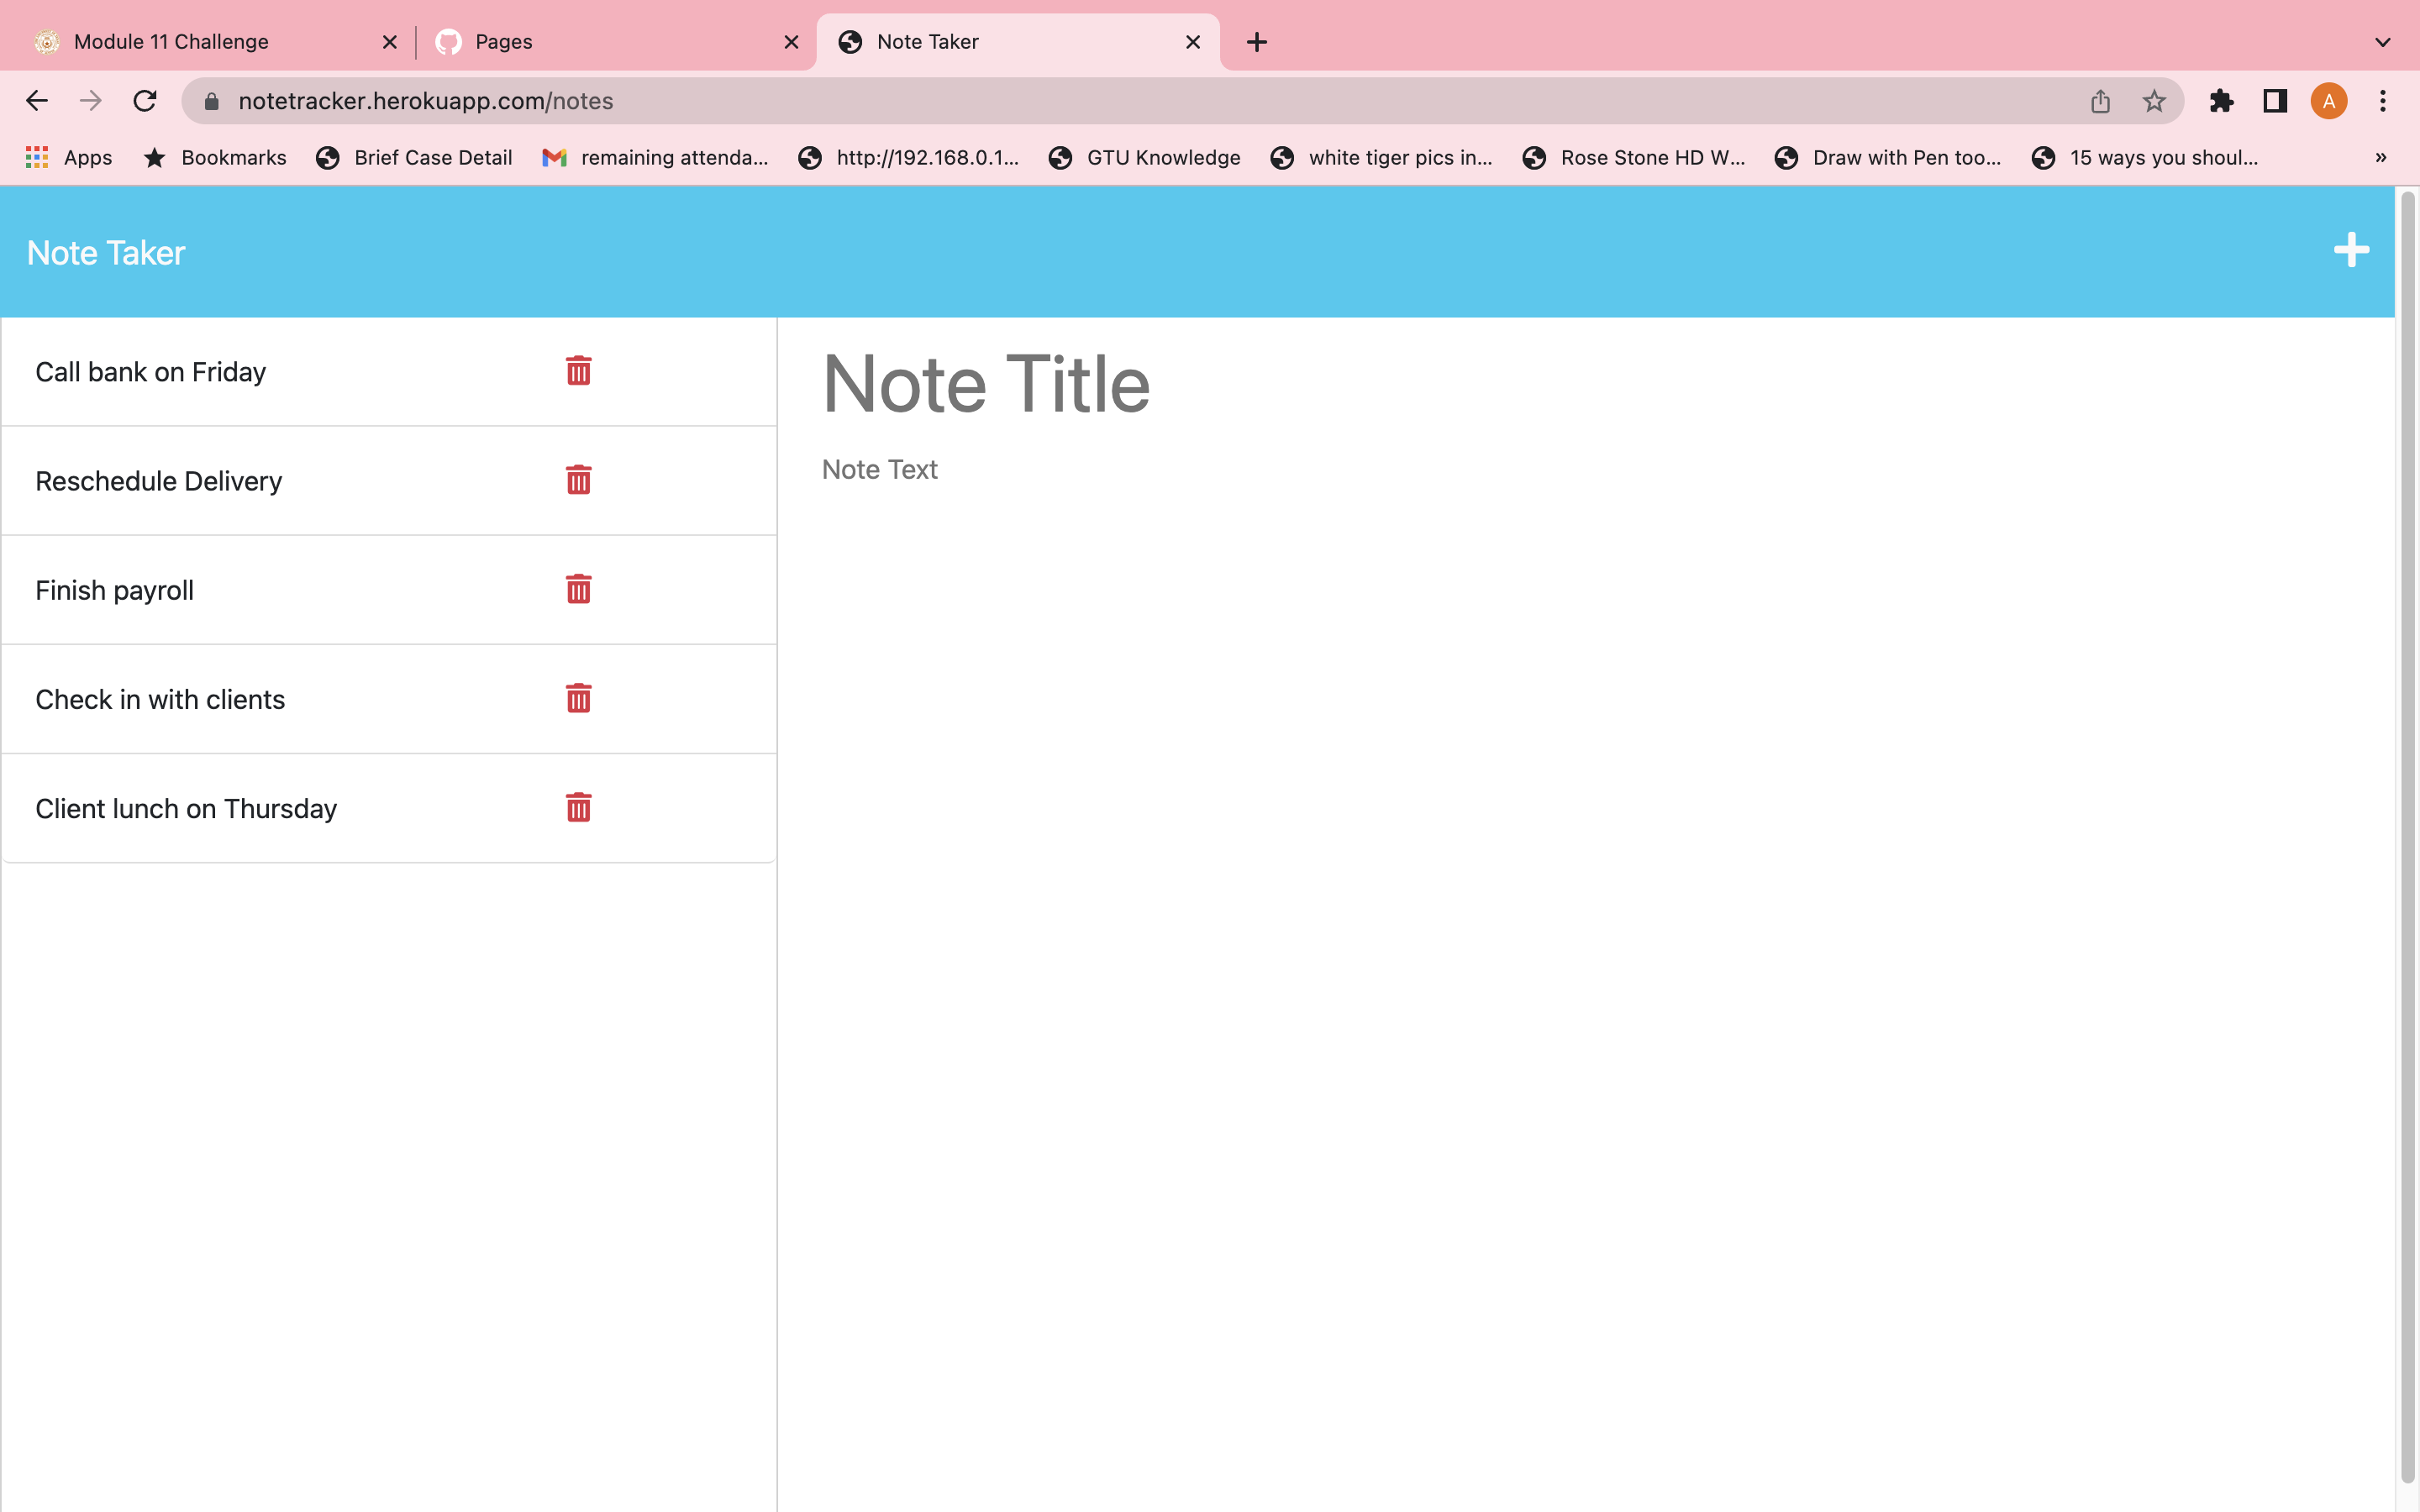 Module 11 Challenge
Pages
Note Taker
notetracker.herokuapp.com/notes
A
Apps
Bookmarks
Brief Case Detail
remaining attenda...
http://192.168.0.1...
GTU Knowledge
white tiger pics in...
Rose Stone HD W...
Draw with Pen too...
15 ways you shoul...
»
Note Taker
Call bank on Friday
Reschedule Delivery
Finish payroll
Check in with clients
Client lunch on Thursday
Note Title
Note Text